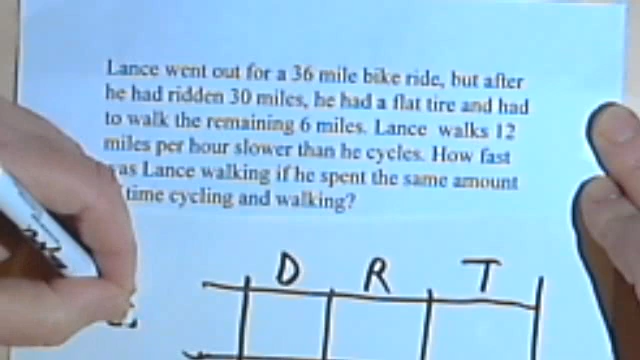 Lance went out for a 36 mile bike ride, but after
he had ridden 30 miles, he had a flat tire and had
to walk the remaining 6 miles. Lance walks 12
miles per hour slower than he cycles. How fast
was Lance walking if he spent the same amount
time cycling and walking?
D R T